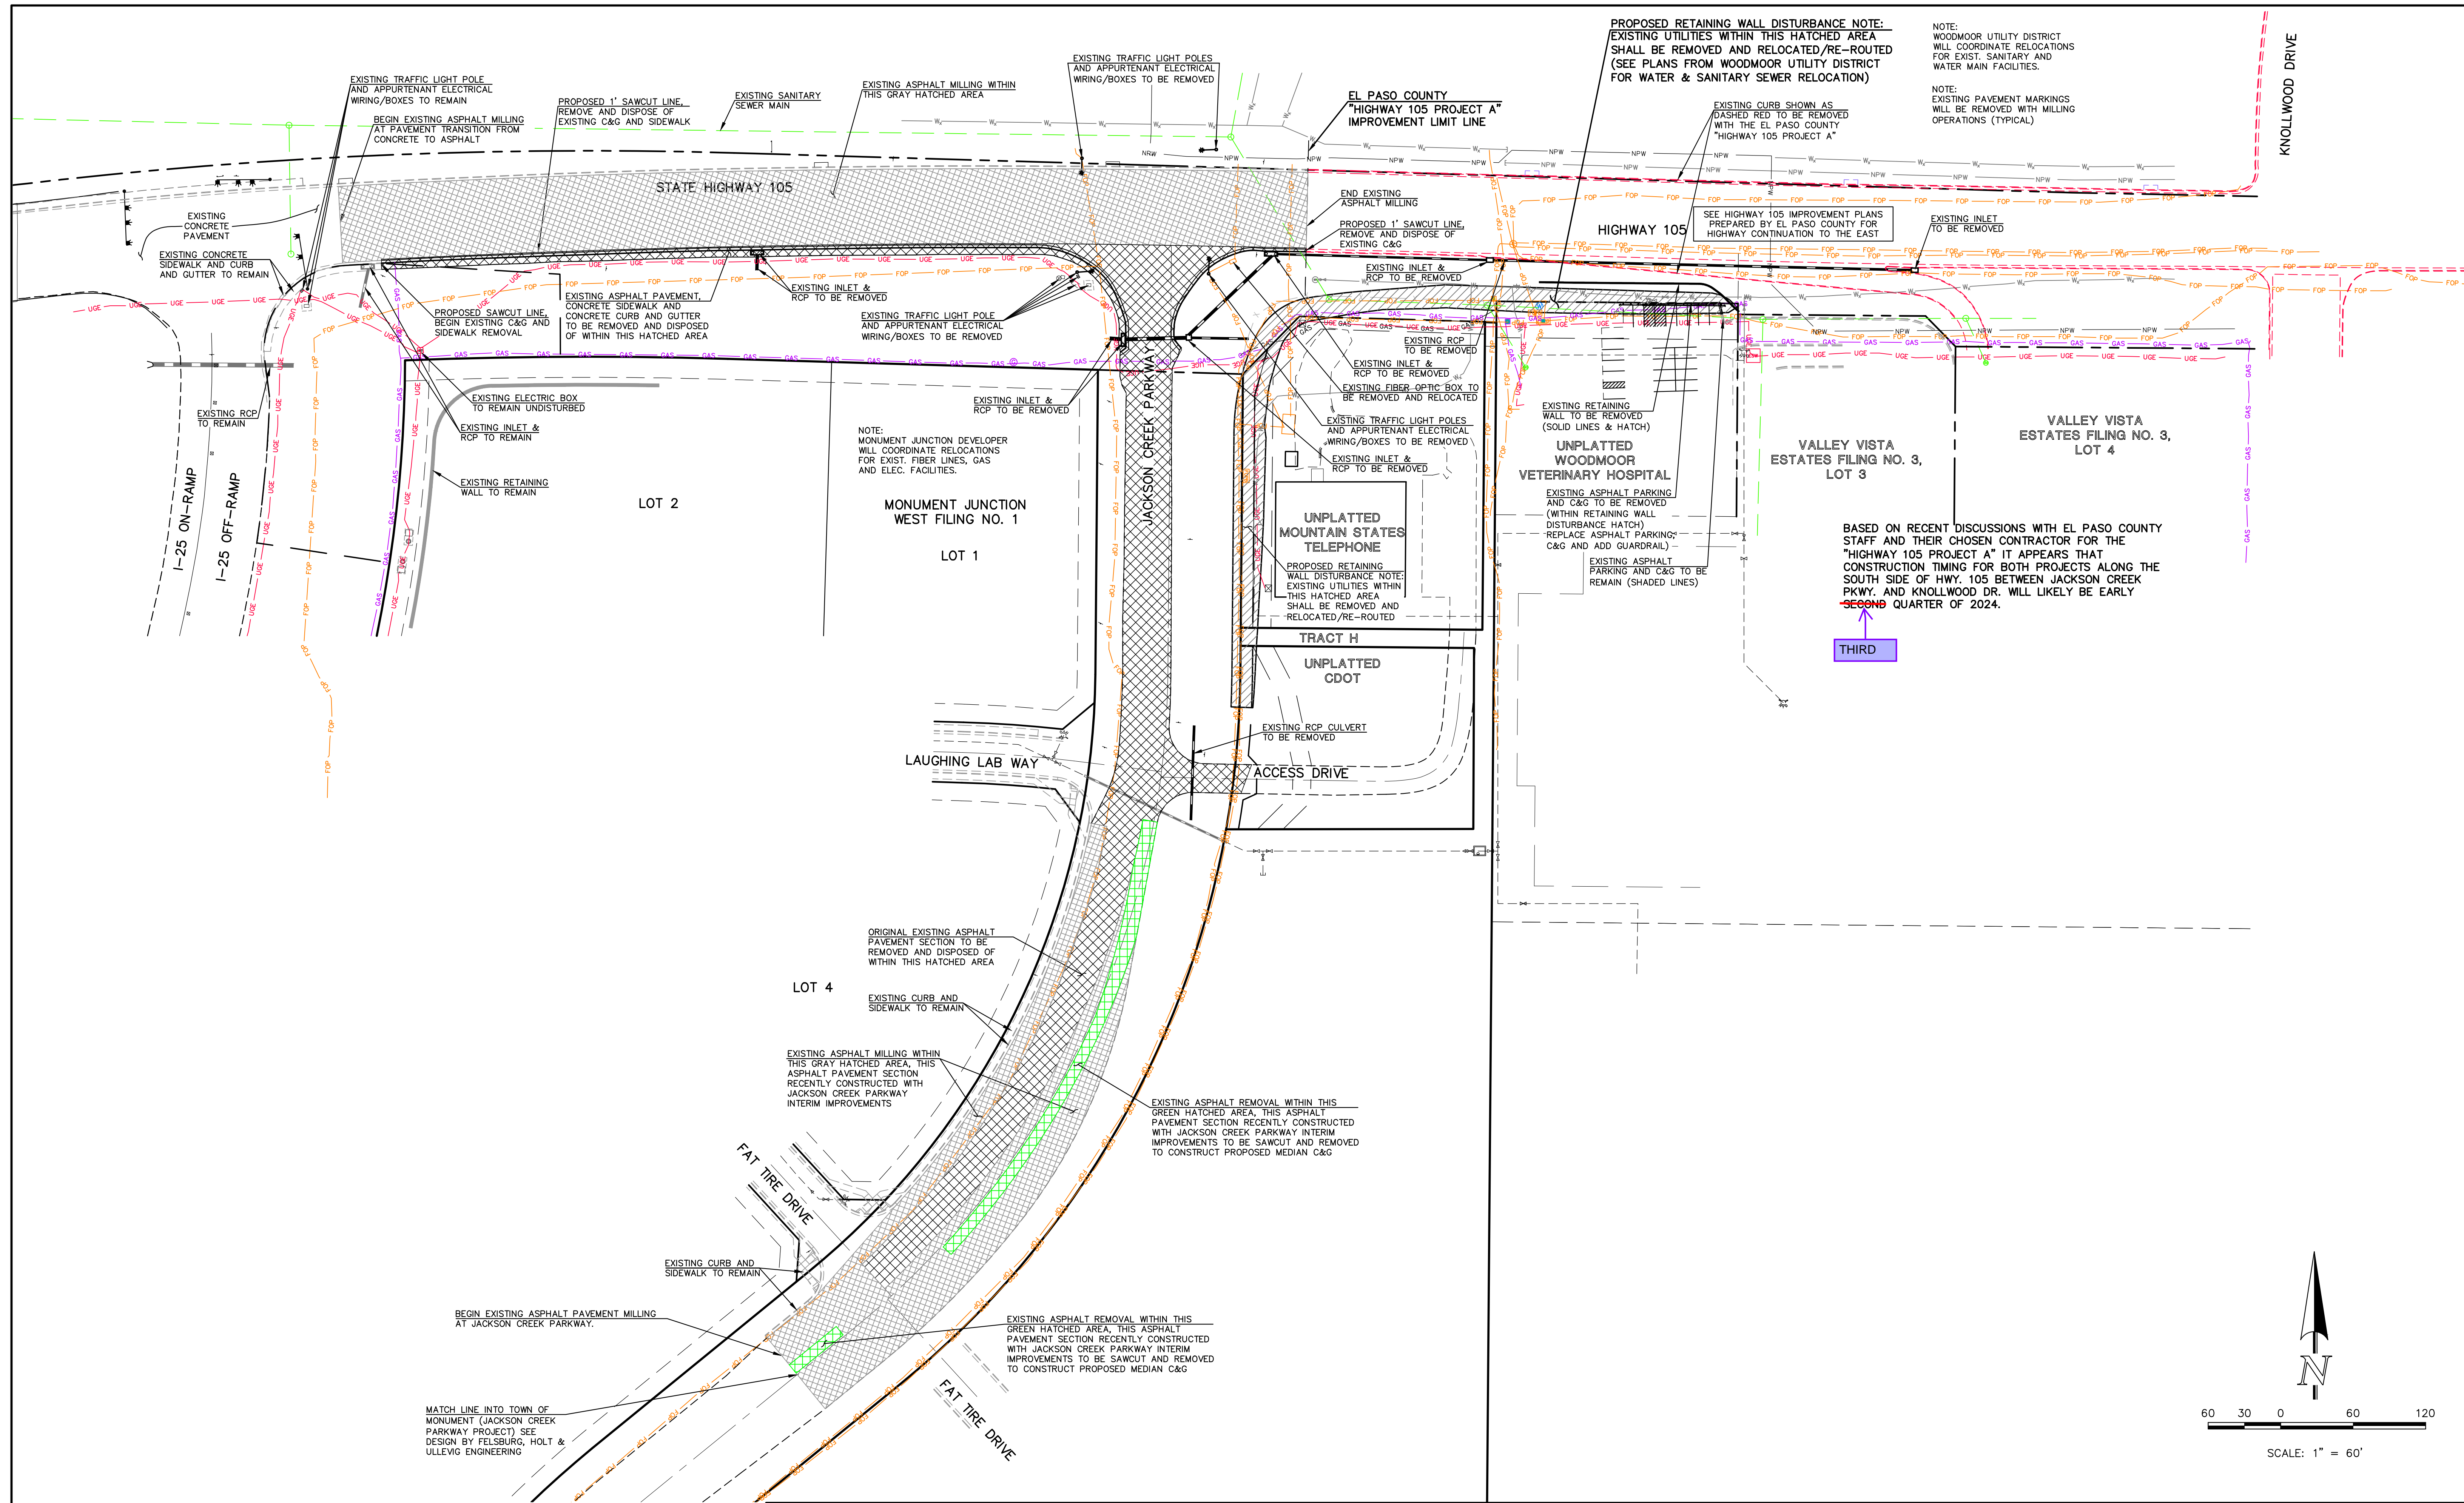 EXISTING TRAFFIC LIGHT POLE
AND APPURTENANT ELECTRICAL
WIRING/BOXES TO REMAIN
BEGIN EXISTING ASPHALT MILLING
AT PAVEMENT TRANSITION FROM
CONCRETE TO ASPHALT
PROPOSED 1' SAWCUT LINE,
REMOVE AND DISPOSE OF
EXISTING C&G AND SIDEWALK
EXISTING SANITARY
SEWER MAIN
EXISTING ASPHALT MILLING WITHIN
THIS GRAY HATCHED AREA
EXISTING TRAFFIC LIGHT POLES
AND APPURTENANT ELECTRICAL
WIRING/BOXES TO BE REMOVED
EL PASO COUNTY
"HIGHWAY 105 PROJECT A"
IMPROVEMENT LIMIT LINE
PROPOSED RETAINING WALL DISTURBANCE NOTE:
EXISTING UTILITIES WITHIN THIS HATCHED AREA
SHALL BE REMOVED AND RELOCATED/RE-ROUTED
(SEE PLANS FROM WOODMOOR UTILITY DISTRICT
FOR WATER & SANITARY SEWER RELOCATION)
EXISTING CURB SHOWN AS
DASHED RED TO BE REMOVED
WITH THE EL PASO COUNTY
"HIGHWAY 105 PROJECT A"
NOTE:
WOODMOOR UTILITY DISTRICT
WILL COORDINATE RELOCATIONS
FOR EXIST. SANITARY AND
WATER MAIN FACILITIES.
NOTE:
EXISTING PAVEMENT MARKINGS
WILL BE REMOVED WITH MILLING
OPERATIONS (TYPICAL)
KNOLLWOOD DRIVE
STATE HIGHWAY 105
EXISTING
CONCRETE
PAVEMENT
EXISTING CONCRETE
SIDEWALK AND CURB
AND GUTTER TO REMAIN
END EXISTING
ASPHALT MILLING
PROPOSED 1' SAWCUT LINE,
REMOVE AND DISPOSE OF
EXISTING C&G
HIGHWAY 105
SEE HIGHWAY 105 IMPROVEMENT PLANS
PREPARED BY EL PASO COUNTY FOR
HIGHWAY CONTINUATION TO THE EAST
EXISTING INLET
TO BE REMOVED
EXISTING INLET &
RCP TO BE REMOVED
PROPOSED SAWCUT LINE,
BEGIN EXISTING C&G AND
SIDEWALK REMOVAL
EXISTING ASPHALT PAVEMENT,
CONCRETE SIDEWALK AND
CONCRETE CURB AND GUTTER
TO BE REMOVED AND DISPOSED
OF WITHIN THIS HATCHED AREA
EXISTING INLET &
RCP TO BE REMOVED
EXISTING TRAFFIC LIGHT POLE
AND APPURTENANT ELECTRICAL
WIRING/BOXES TO BE REMOVED
EXISTING RCP
TO BE REMOVED
EXISTING INLET &
RCP TO BE REMOVED
EXISTING FIBER OPTIC BOX TO
BE REMOVED AND RELOCATED
EXISTING TRAFFIC LIGHT POLES
AND APPURTENANT ELECTRICAL
WIRING/BOXES TO BE REMOVED
EXISTING INLET &
RCP TO BE REMOVED
EXISTING RCP
TO REMAIN
EXISTING ELECTRIC BOX
TO REMAIN UNDISTURBED
EXISTING INLET &
RCP TO REMAIN
EXISTING RETAINING
WALL TO REMAIN
EXISTING INLET &
RCP TO BE REMOVED
NOTE:
MONUMENT JUNCTION DEVELOPER
WILL COORDINATE RELOCATIONS
FOR EXIST. FIBER LINES, GAS
AND ELEC. FACILITIES.
I-25 ON-RAMP
I-25 OFF-RAMP
LOT 2
MONUMENT JUNCTION
WEST FILING NO. 1
LOT 1
JACKSON CREEK PARKWAY
UNPLATTED
MOUNTAIN STATES
TELEPHONE
PROPOSED RETAINING
WALL DISTURBANCE NOTE:
EXISTING UTILITIES WITHIN
THIS HATCHED AREA
SHALL BE REMOVED AND
RELOCATED/RE-ROUTED
TRACT H
UNPLATTED
CDOT
EXISTING RETAINING
WALL TO BE REMOVED
(SOLID LINES & HATCH)
UNPLATTED
WOODMOOR
VETERINARY HOSPITAL
EXISTING ASPHALT PARKING
AND C&G TO BE REMOVED
(WITHIN RETAINING WALL
DISTURBANCE HATCH)
REPLACE ASPHALT PARKING,
C&G AND ADD GUARDRAIL)
EXISTING ASPHALT
PARKING AND C&G TO BE
REMAIN (SHADED LINES)
VALLEY VISTA
ESTATES FILING NO. 3,
LOT 3
VALLEY VISTA
ESTATES FILING NO. 3,
LOT 4
BASED ON RECENT DISCUSSIONS WITH EL PASO COUNTY
STAFF AND THEIR CHOSEN CONTRACTOR FOR THE
"HIGHWAY 105 PROJECT A" IT APPEARS THAT
CONSTRUCTION TIMING FOR BOTH PROJECTS ALONG THE
SOUTH SIDE OF HWY. 105 BETWEEN JACKSON CREEK
PKWY. AND KNOLLWOOD DR. WILL LIKELY BE EARLY
SECOND QUARTER OF 2024.
THIRD
EXISTING RCP CULVERT
TO BE REMOVED
LAUGHING LAB WAY
ACCESS DRIVE
ORIGINAL EXISTING ASPHALT
PAVEMENT SECTION TO BE
REMOVED AND DISPOSED OF
WITHIN THIS HATCHED AREA
LOT 4
EXISTING CURB AND
SIDEWALK TO REMAIN
EXISTING ASPHALT MILLING WITHIN
THIS GRAY HATCHED AREA, THIS
ASPHALT PAVEMENT SECTION
RECENTLY CONSTRUCTED WITH
JACKSON CREEK PARKWAY
INTERIM IMPROVEMENTS
EXISTING ASPHALT REMOVAL WITHIN THIS
GREEN HATCHED AREA, THIS ASPHALT
PAVEMENT SECTION RECENTLY CONSTRUCTED
WITH JACKSON CREEK PARKWAY INTERIM
IMPROVEMENTS TO BE SAWCUT AND REMOVED
TO CONSTRUCT PROPOSED MEDIAN C&G
FAT TIRE DRIVE
EXISTING CURB AND
SIDEWALK TO REMAIN
BEGIN EXISTING ASPHALT PAVEMENT MILLING
AT JACKSON CREEK PARKWAY.
EXISTING ASPHALT REMOVAL WITHIN THIS
GREEN HATCHED AREA, THIS ASPHALT
PAVEMENT SECTION RECENTLY CONSTRUCTED
WITH JACKSON CREEK PARKWAY INTERIM
IMPROVEMENTS TO BE SAWCUT AND REMOVED
TO CONSTRUCT PROPOSED MEDIAN C&G
FAT TIRE DRIVE
MATCH LINE INTO TOWN OF
MONUMENT (JACKSON CREEK
PARKWAY PROJECT) SEE
DESIGN BY FELSBURG, HOLT &
ULLEVIG ENGINEERING
N
60 30 0 60 120
SCALE: 1" = 60'